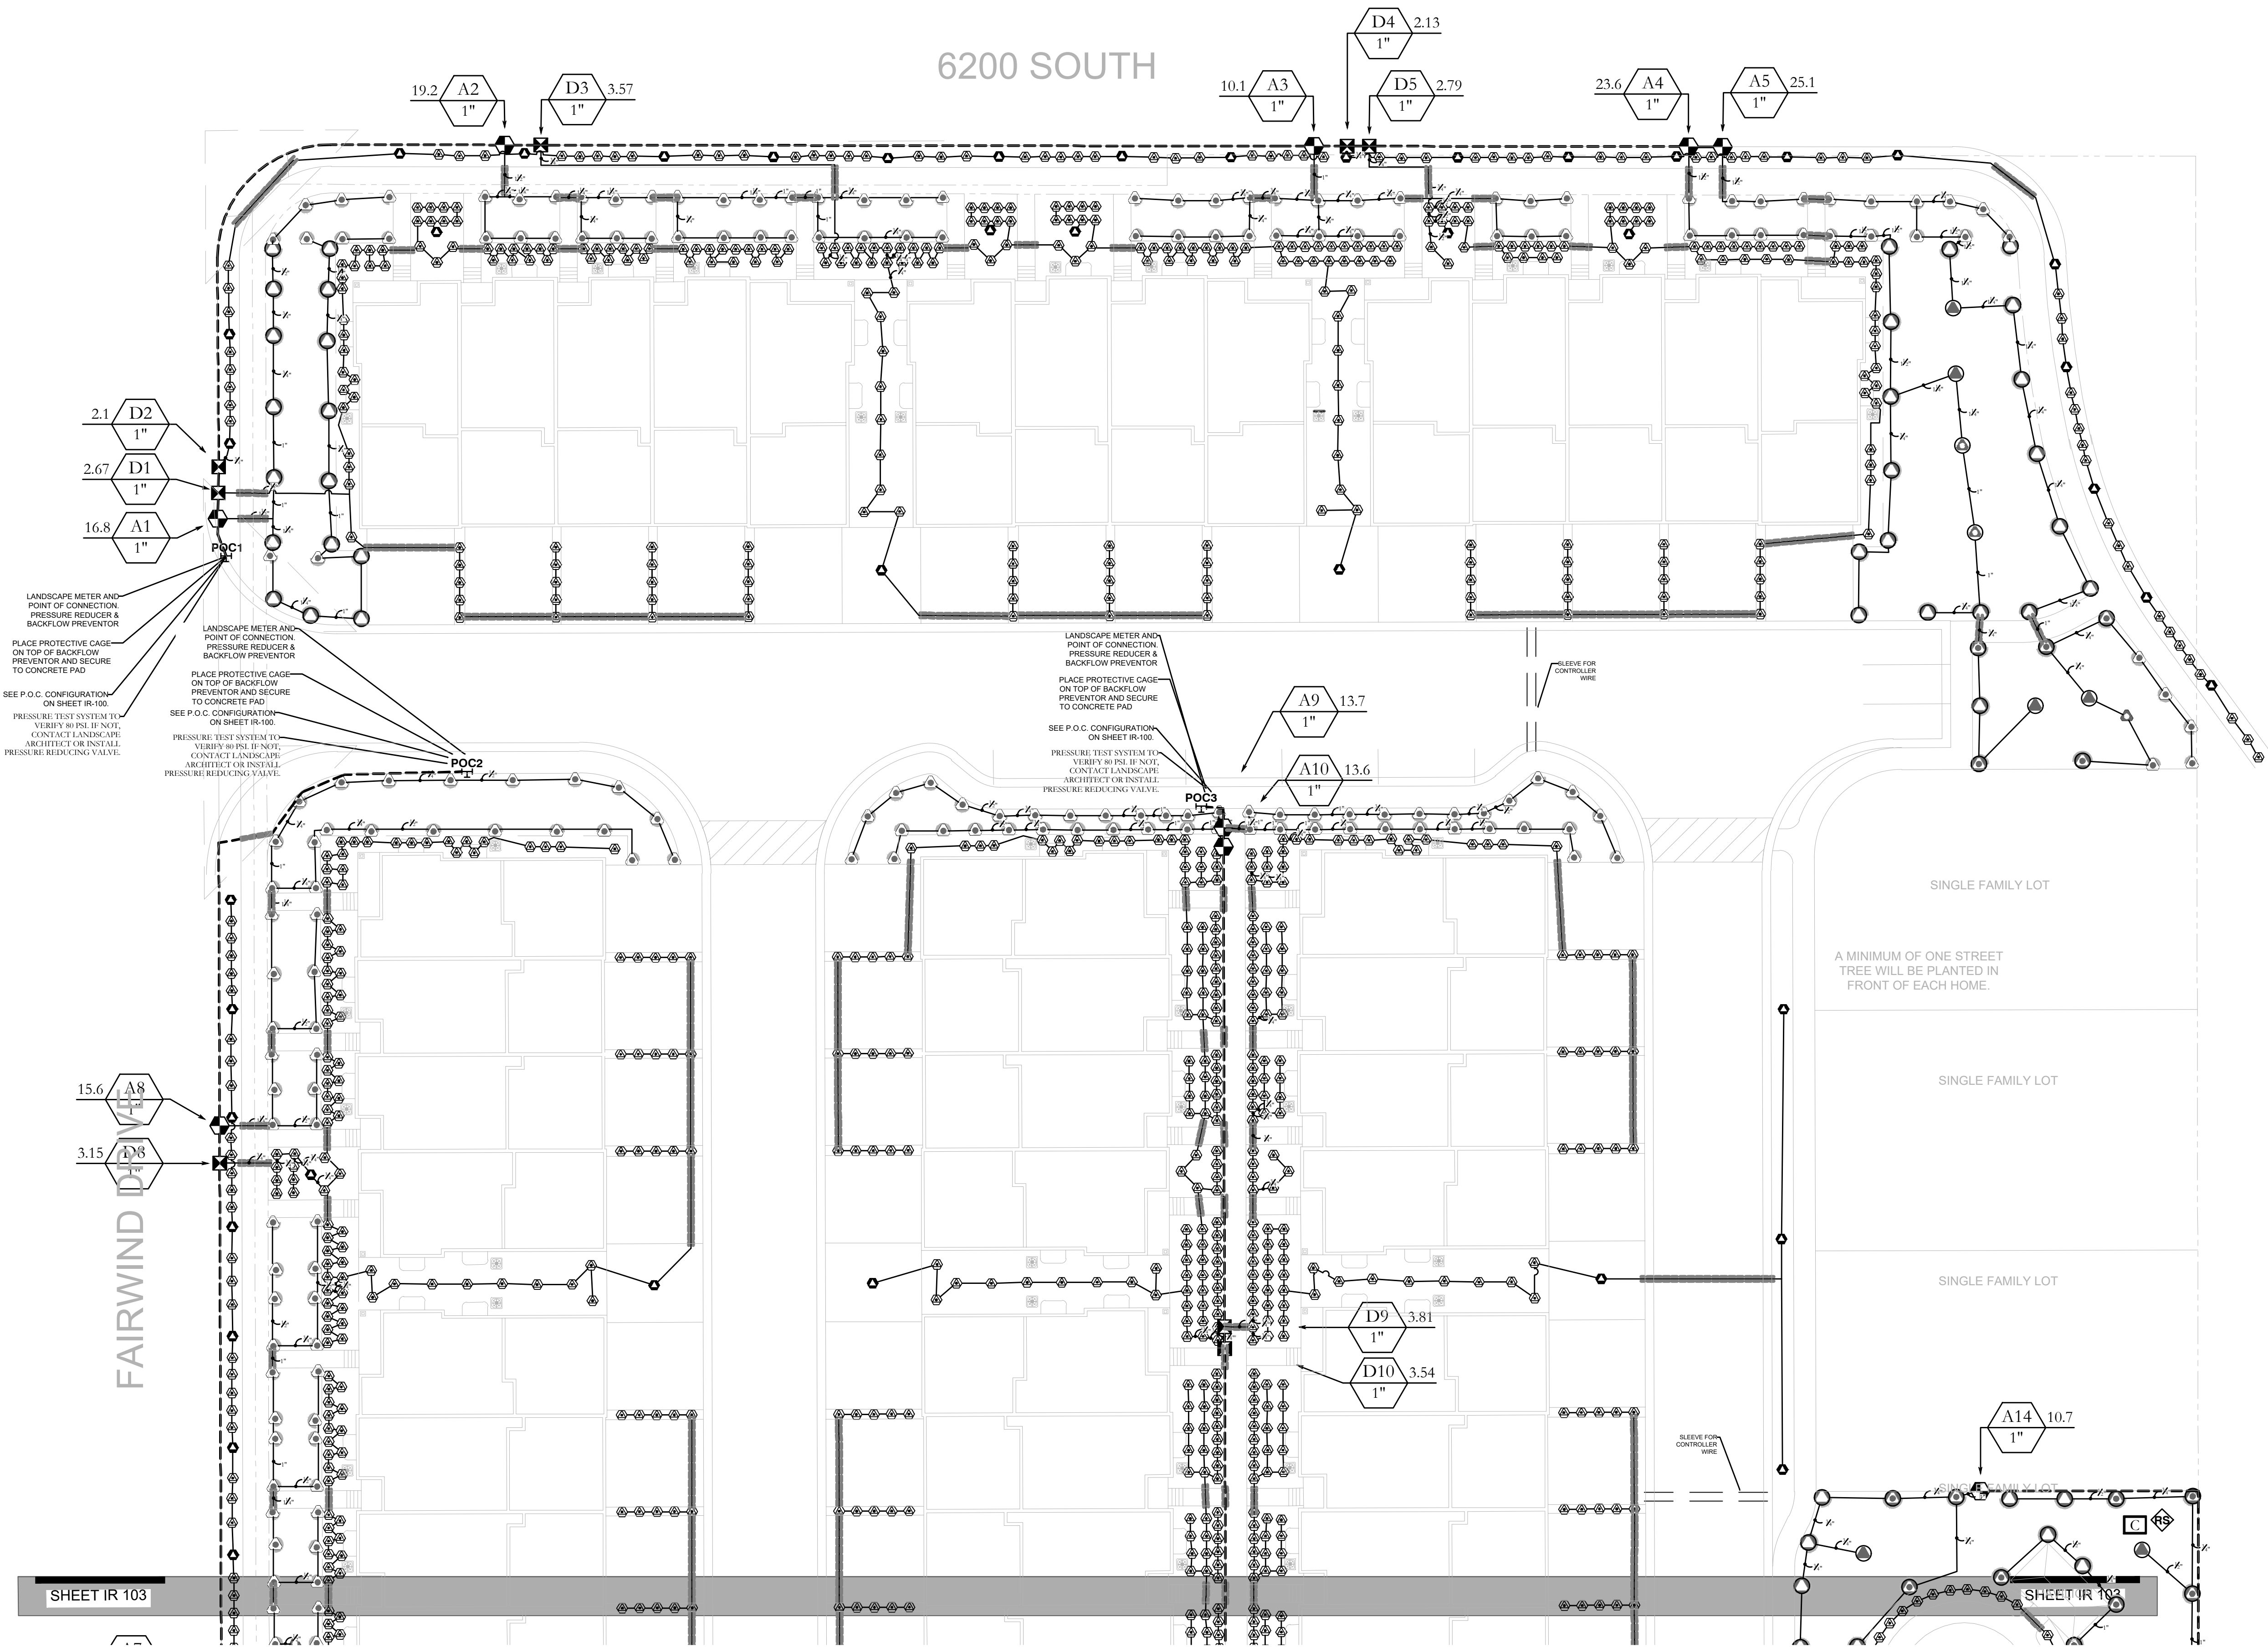 6200 SOUTH
D4
2.13
1"
19.2
A2
1"
D3
3.57
1"
10.1
A3
1"
D5
2.79
1"
23.6
A4
1"
A5
25.1
1"
2.1
D2
1"
2.67
D1
1"
16.8
A1
1"
POC1
LANDSCAPE METER AND
POINT OF CONNECTION.
PRESSURE REDUCER &
BACKFLOW PREVENTOR
PLACE PROTECTIVE CAGE
ON TOP OF BACKFLOW
PREVENTOR AND SECURE
TO CONCRETE PAD
SEE P.O.C. CONFIGURATION
ON SHEET IR-100.
PRESSURE TEST SYSTEM TO
VERIFY 80 PSI. IF NOT,
CONTACT LANDSCAPE
ARCHITECT OR INSTALL
PRESSURE REDUCING VALVE.
LANDSCAPE METER AND
POINT OF CONNECTION.
PRESSURE REDUCER &
BACKFLOW PREVENTOR
PLACE PROTECTIVE CAGE
ON TOP OF BACKFLOW
PREVENTOR AND SECURE
TO CONCRETE PAD
SEE P.O.C. CONFIGURATION
ON SHEET IR-100.
PRESSURE TEST SYSTEM TO
VERIFY 80 PSI. IF NOT,
CONTACT LANDSCAPE
ARCHITECT OR INSTALL
PRESSURE REDUCING VALVE.
POC2
LANDSCAPE METER AND
POINT OF CONNECTION.
PRESSURE REDUCER &
BACKFLOW PREVENTOR
PLACE PROTECTIVE CAGE
ON TOP OF BACKFLOW
PREVENTOR AND SECURE
TO CONCRETE PAD
SEE P.O.C. CONFIGURATION
ON SHEET IR-100.
PRESSURE TEST SYSTEM TO
VERIFY 80 PSI. IF NOT,
CONTACT LANDSCAPE
ARCHITECT OR INSTALL
PRESSURE REDUCING VALVE.
POC3
SLEEVE FOR
CONTROLLER
WIRE
A9
13.7
1"
A10
13.6
1"
SINGLE FAMILY LOT
A MINIMUM OF ONE STREET
TREE WILL BE PLANTED IN
FRONT OF EACH HOME.
SINGLE FAMILY LOT
SINGLE FAMILY LOT
15.6
A8
1"
3.15
1"
FAIRWIND DRIVE
D9
3.81
1"
D10
3.54
1"
A14
10.7
1"
SLEEVE FOR
CONTROLLER
WIRE
SINGLE FAMILY LOT
C
RS
SHEET IR 103
SHEET IR 103